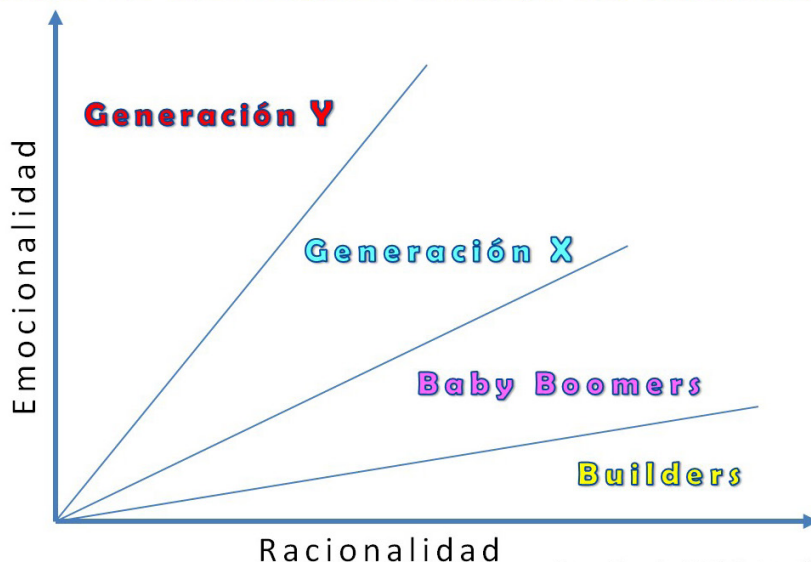 Generación Y
Emocionalidad
Generación X
Baby Boomers
Builders
Racionalidad